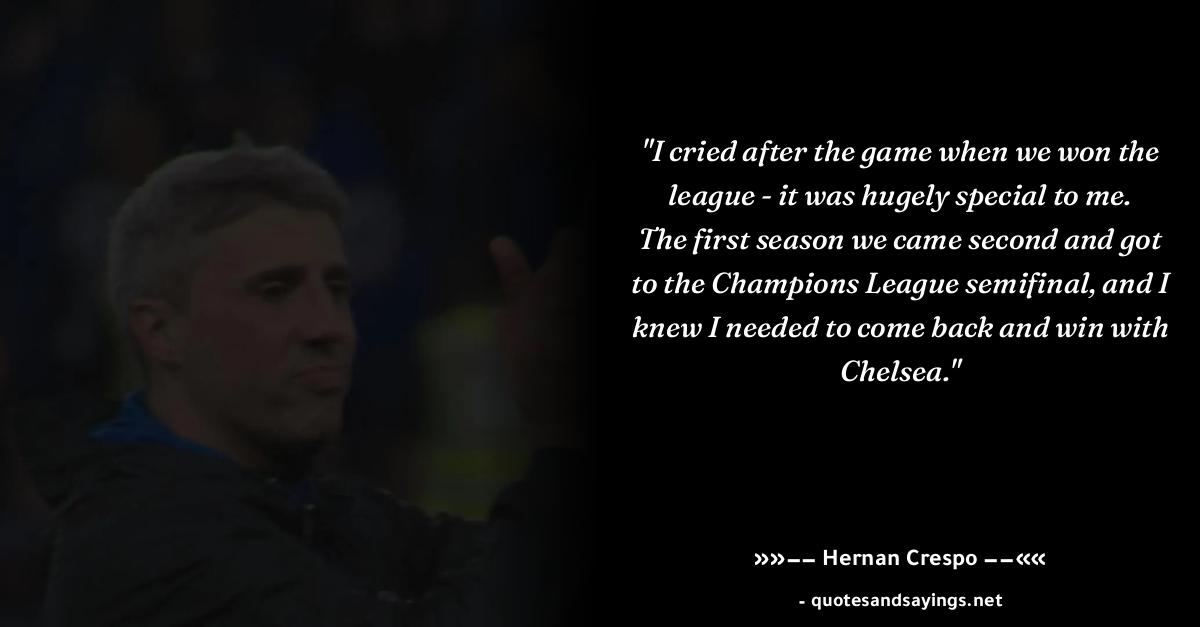 "I cried after the game when we won the
league - it was hugely special to me.
The first season we came second and got
to the Champions League semifinal, and I
knew I needed to come back and win with
Chelsea."
»»–– Hernan Crespo ––««
- quotesandsayings.net